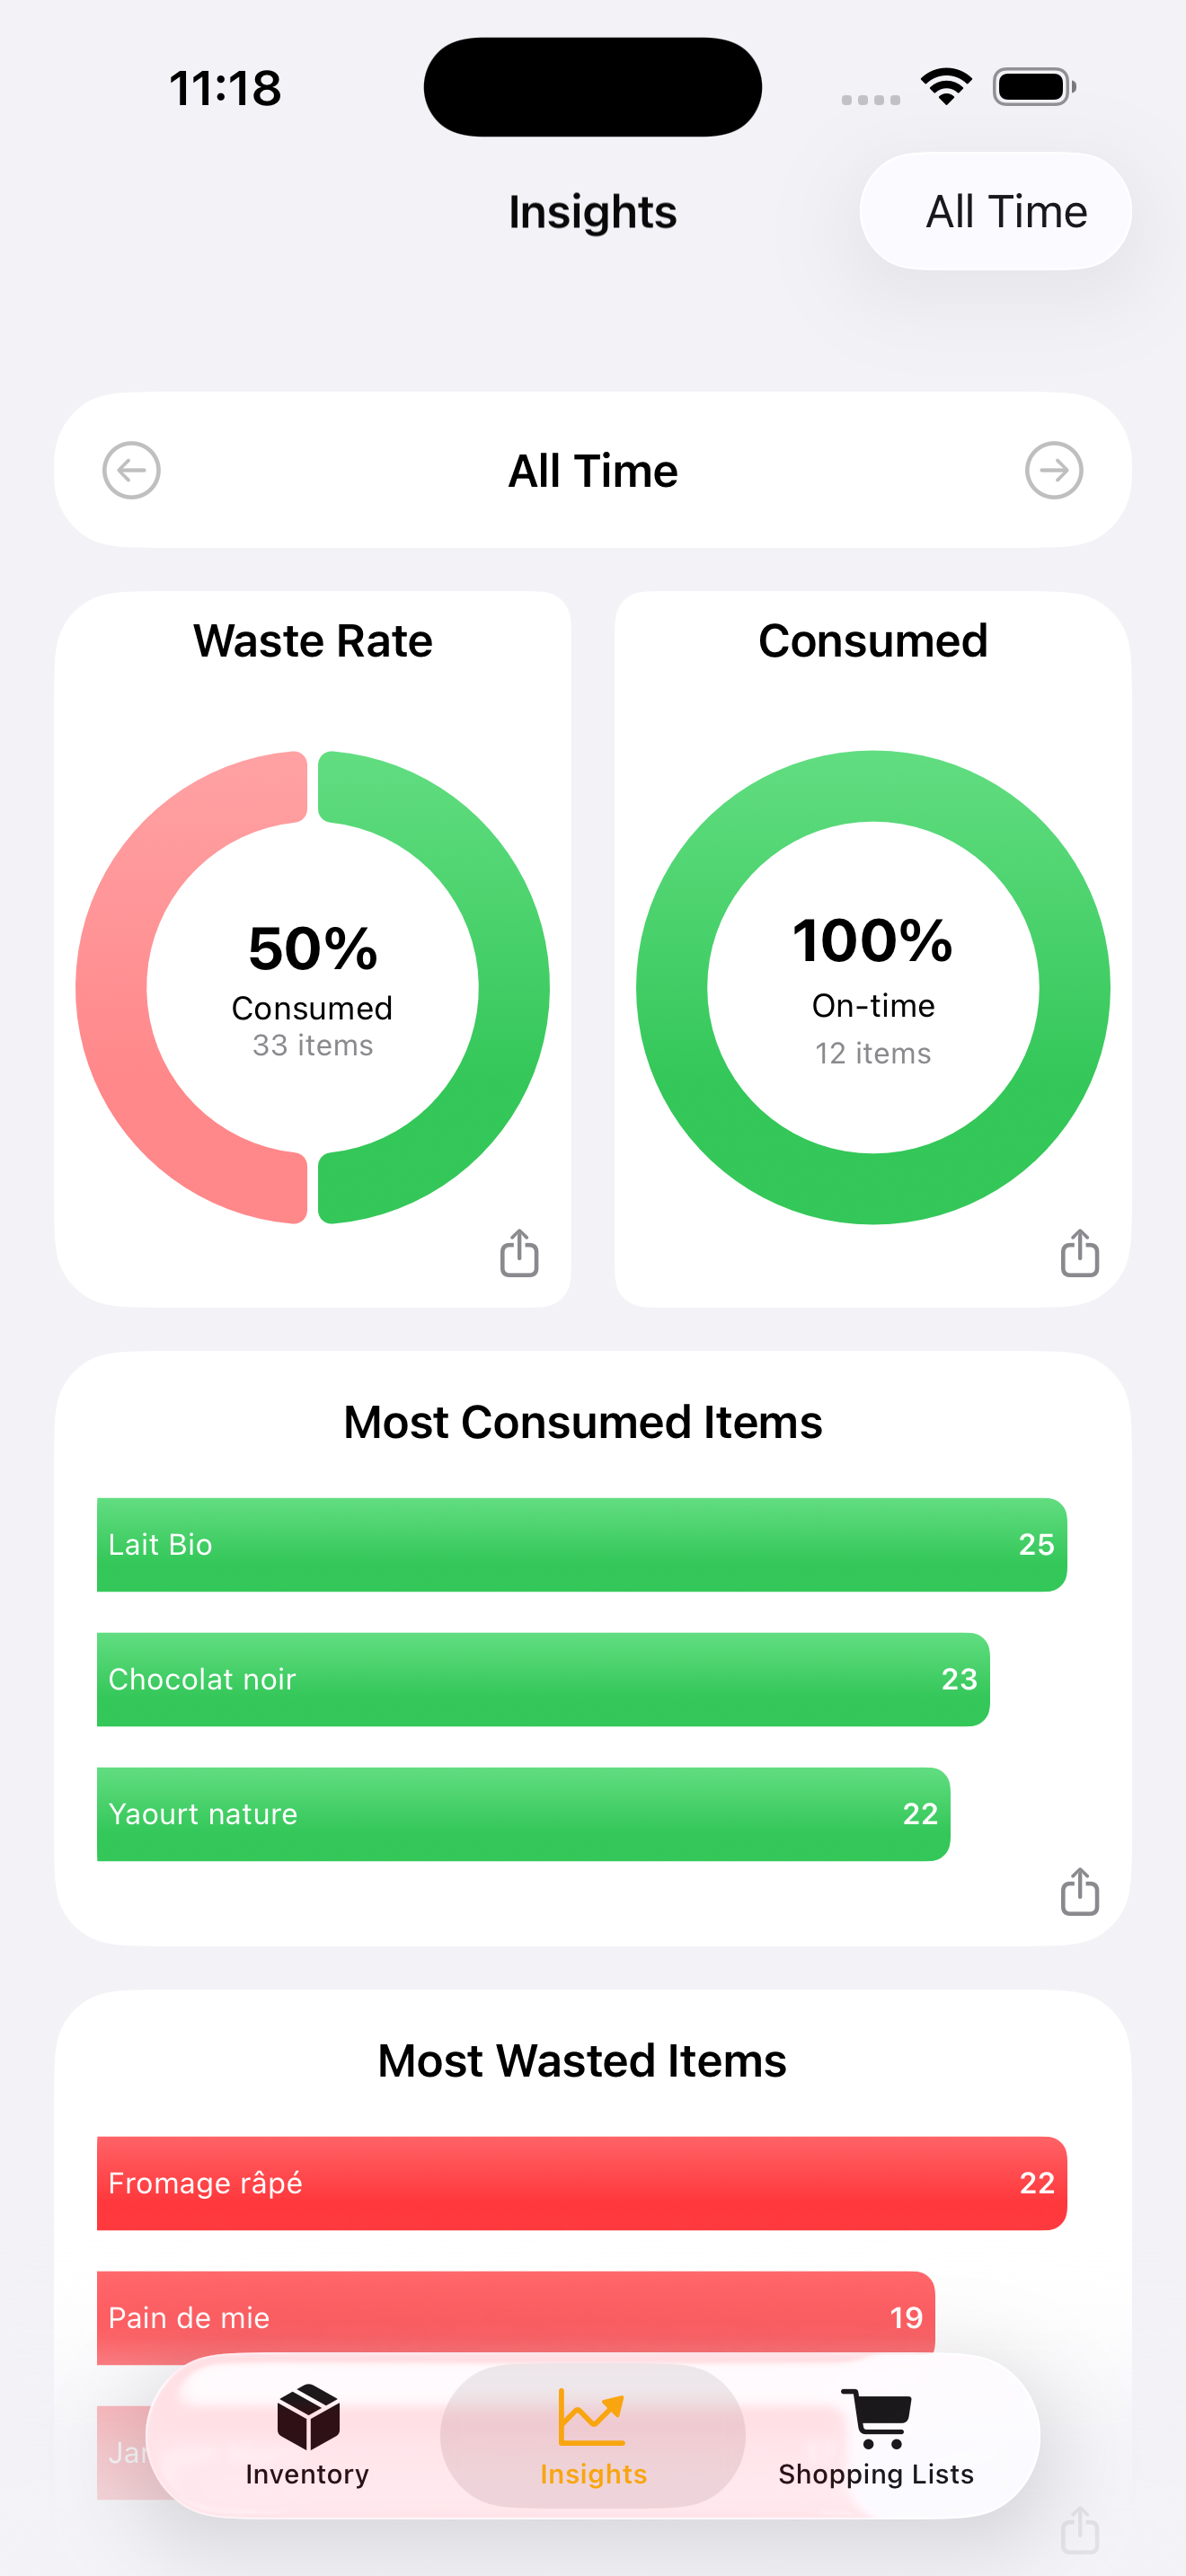 11:18
Insights
All Time
All Time
Waste Rate
Consumed
50%
Consumed
33 items
100%
On-time
12 items
Most Consumed Items
Lait Bio
25
Chocolat noir
23
Yaourt nature
22
Most Wasted Items
Fromage râpé
22
Pain de mie
19
Inventory
Insights
Shopping Lists